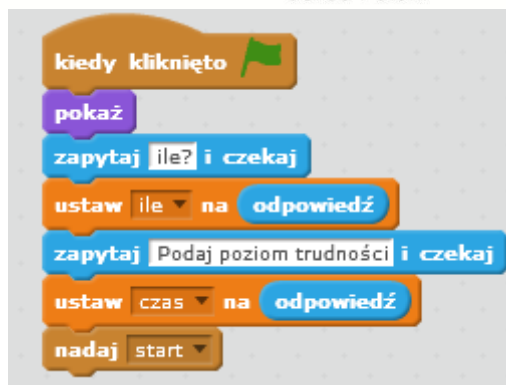 kiedy kliknięto
pokaż
zapytaj ile? i czekaj
ustaw ile na odpowiedź
zapytaj Podaj poziom trudności i czekaj
ustaw czas na odpowiedź
nadaj start